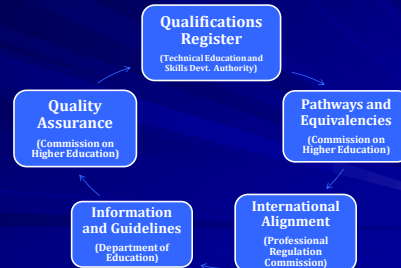 Qualifications
Register
(Technical Education and
Skills Devt. Authority)
Pathways and
Equivalencies
(Commission on
Higher Education)
International
Alignment
(Professional
Regulation
Commission)
Information
and Guidelines
(Department of
Education)
Quality
Assurance
(Commission on
Higher Education)